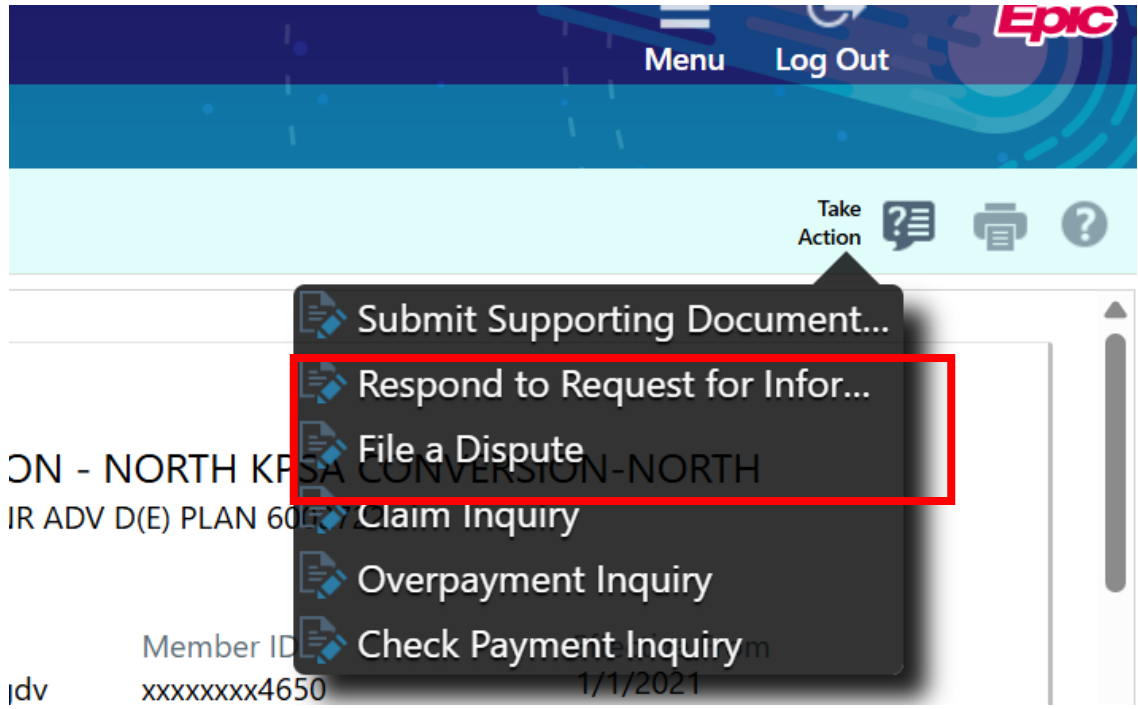 Epic
Menu
Log Out
Take
Action
Submit Supporting Document...
Respond to Request for Infor...
File a Dispute
ON - NORTH KPSA CONVERSION-NORTH
Claim Inquiry
NR ADV D(E) PLAN 60
Overpayment Inquiry
Check Payment Inquiry
Member ID
xxxxxxxx4650
1/1/2021